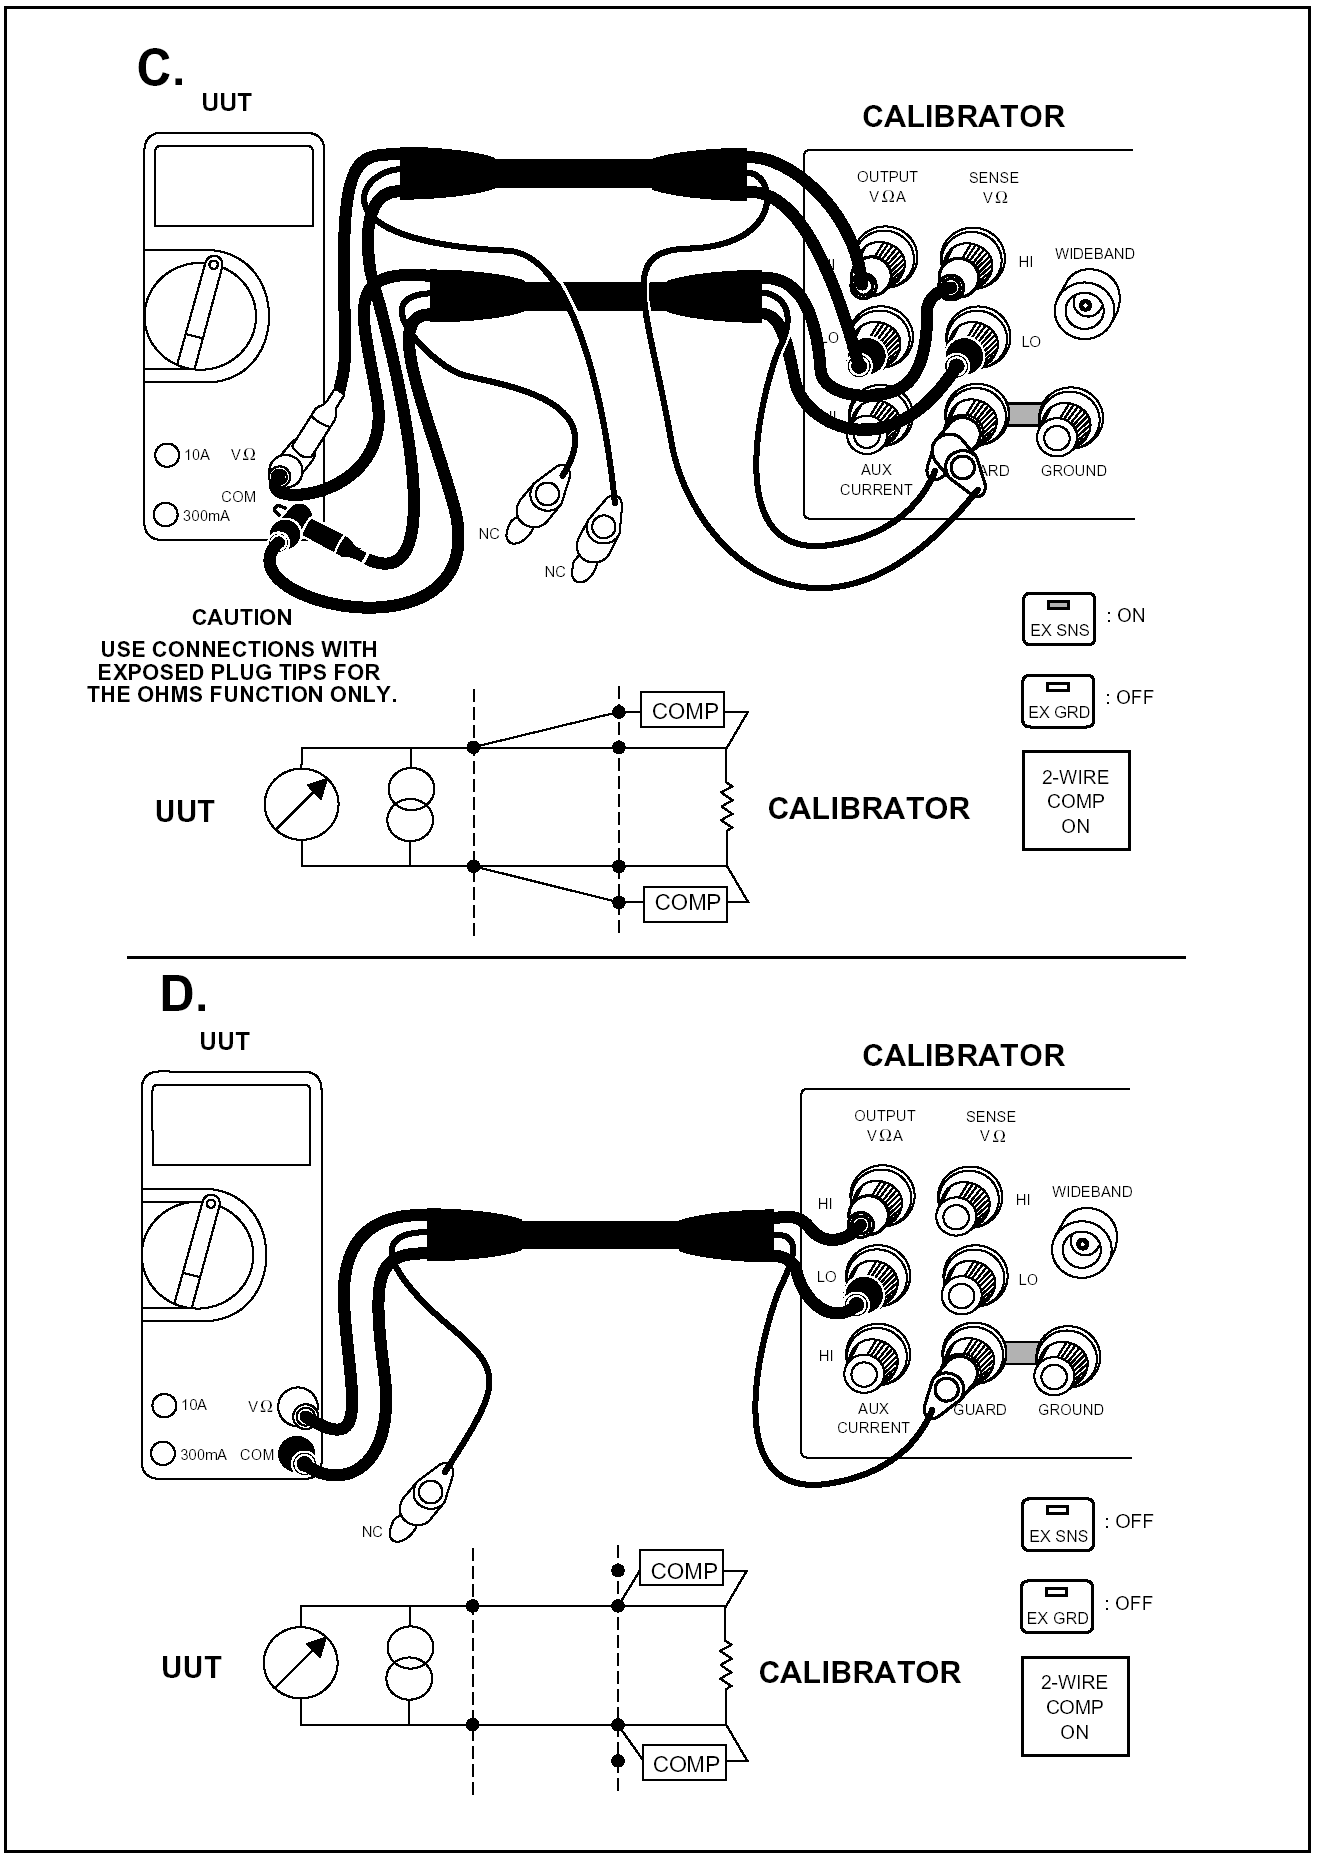 C.
UUT
CALIBRATOR
OUTPUT
VΩA
SENSE
VΩ
HI
WIDEBAND
LO
LO
10A
VΩ
COM
300mA
AUX
CURRENT
GROUND
NC
NC
CAUTION
USE CONNECTIONS WITH
EXPOSED PLUG TIPS FOR
THE OHMS FUNCTION ONLY.
EX SNS : ON
EX GRD : OFF
2-WIRE
COMP
ON
COMP
UUT
CALIBRATOR
COMP
D.
UUT
CALIBRATOR
OUTPUT
VΩA
SENSE
VΩ
HI
HI
WIDEBAND
LO
LO
HI
10A
VΩ
300mA
COM
AUX
CURRENT
GUARD
GROUND
NC
EX SNS : OFF
EX GRD : OFF
2-WIRE
COMP
ON
COMP
UUT
CALIBRATOR
COMP